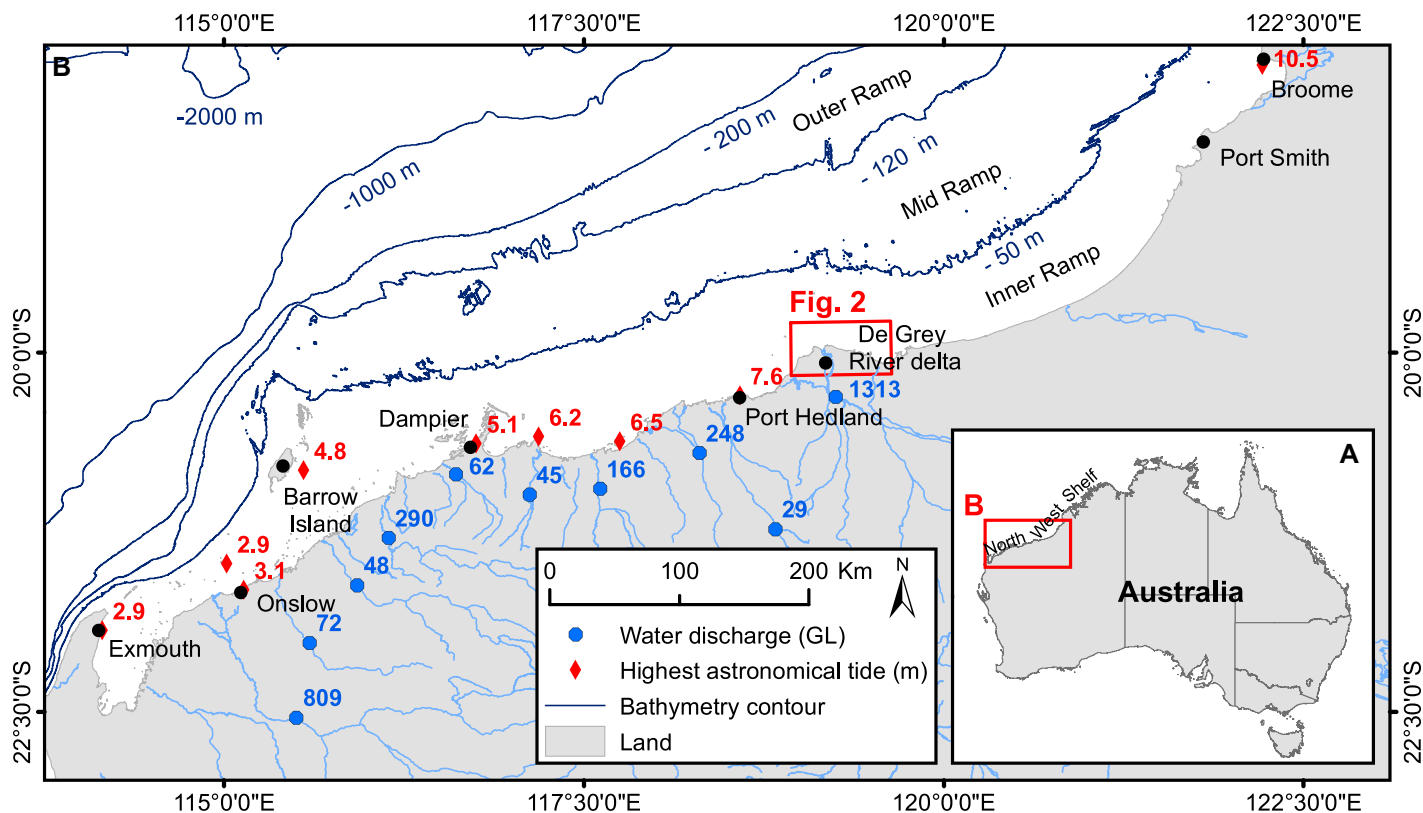 115°0'0"E
117°30'0"E
120°0'0"E
122°30'0"E
B
10.5
Broome
-2000 m
Outer Ramp
- 200 m
- 120 m
Port Smith
-1000 m
Mid Ramp
- 50 m
Inner Ramp
Fig. 2
De Grey
River delta
20°0'0"S
20°0'0"S
7.6
1313
Dampier
5.1
6.2
6.5
Port Hedland
248
4.8
62
45
166
Barrow
Island
290
29
2.9
48
3.1
Onslow
2.9
Exmouth
72
809
0
100
200
Km
N
Water discharge (GL)
Highest astronomical tide (m)
Bathymetry contour
Land
A
B
North West Shelf
Australia
22°30'0"S
22°30'0"S
115°0'0"E
117°30'0"E
120°0'0"E
122°30'0"E